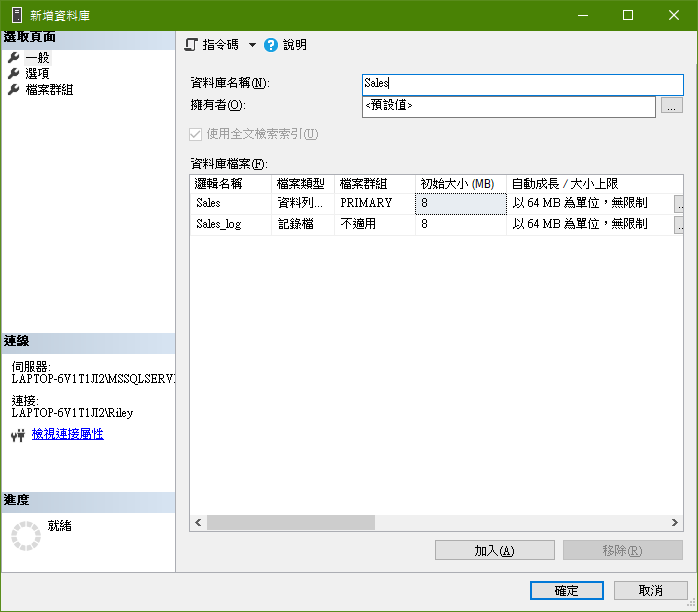 新增資料庫
選取頁面
一般
選項
檔案群組
指令碼
說明
資料庫名稱(N):
Sales
擁有者(O):
<預設值>
...
使用全文檢索索引(U)
資料庫檔案(F):
邏輯名稱 檔案類型 檔案群組 初始大小 (MB) 自動成長 / 大小上限
Sales 資料列... PRIMARY 8 以 64 MB 為單位，無限制 ..
Sales_log 記錄檔 不適用 8 以 64 MB 為單位，無限制 ..
連線
伺服器:
LAPTOP-6V1T1JI2\MSSQLSERV
連接:
LAPTOP-6V1T1JI2\Riley
檢視連接屬性
進度
就緒
加入(A)
移除(R)
確定
取消